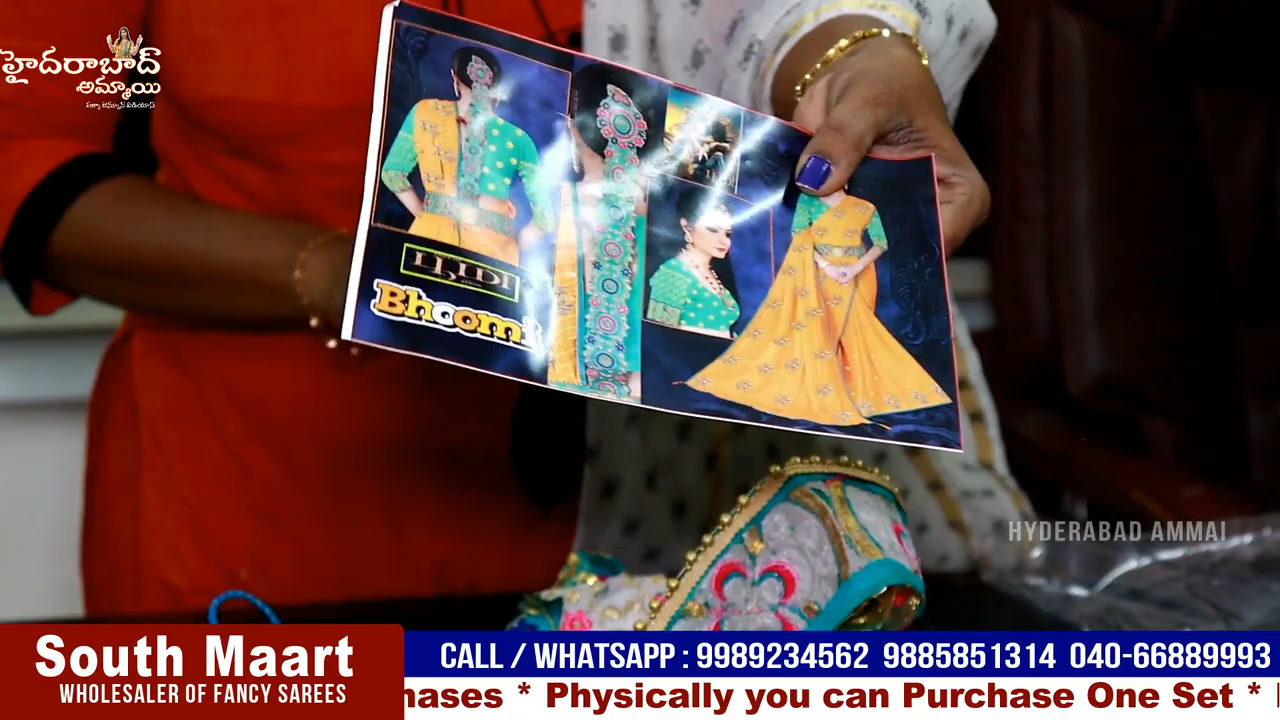 హైదరాబాద్
అమ్మాయి
பூமி
Bhoomi
HYDERABAD AMMAI
South Maart
WHOLESALER OF FANCY SAREES
CALL / WHATSAPP : 9989234562 9885851314 040-66889993
hases * Physically you can Purchase One Set *